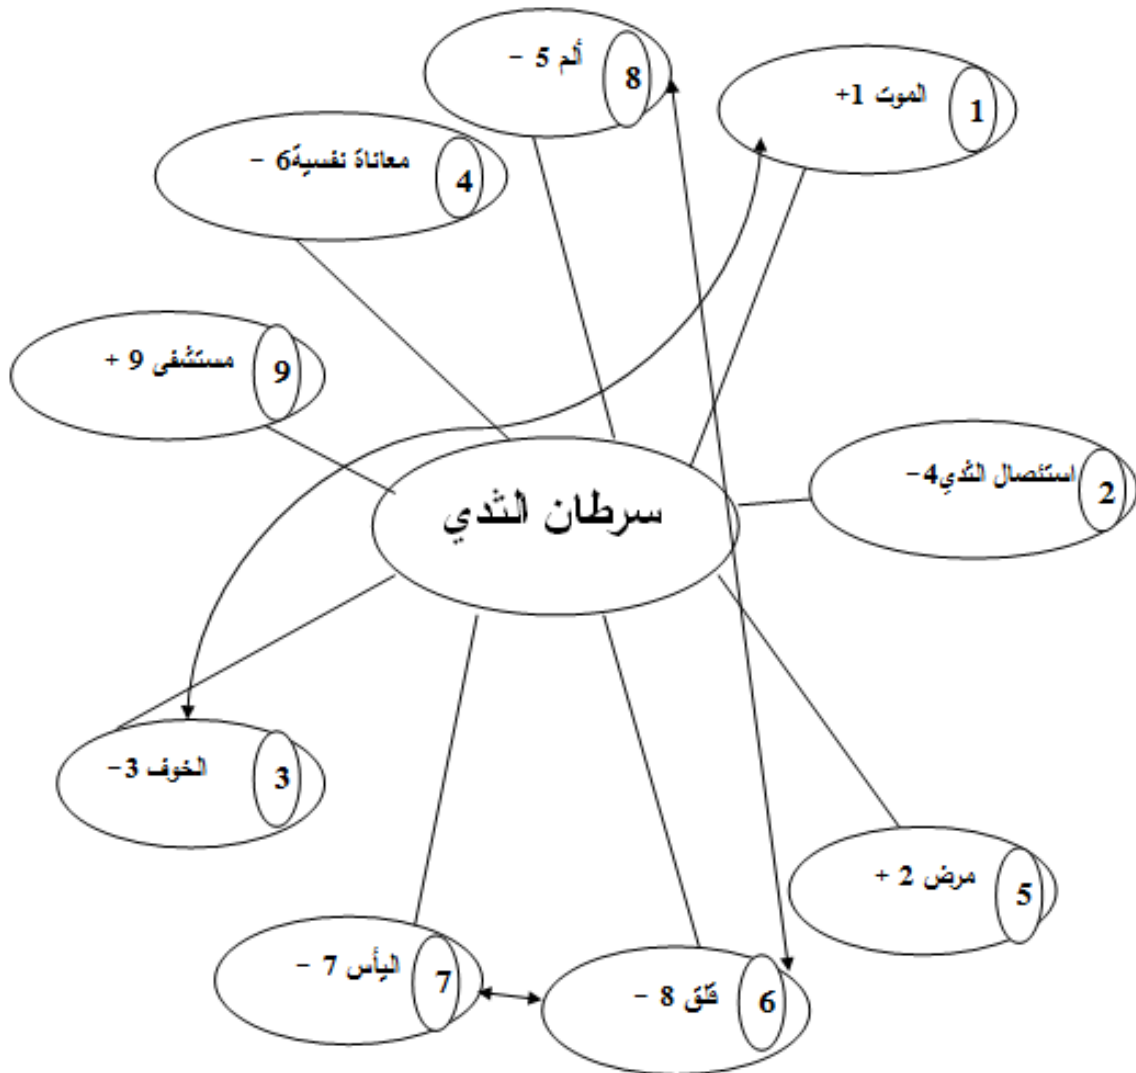 ألم 5 -
8
الموت 1+
1
معاناة نفسية6 -
4
مستشفى 9 +
9
استئصال الثدي4-
2
سرطان الثدي
الخوف 3-
3
مرض 2 +
5
اليأس 7 -
7
قلق 8 -
6